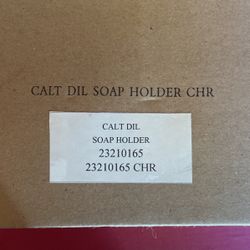 CALT DIL SOAP HOLDER CHR
CALT DIL
SOAP HOLDER
23210165
23210165 CHR